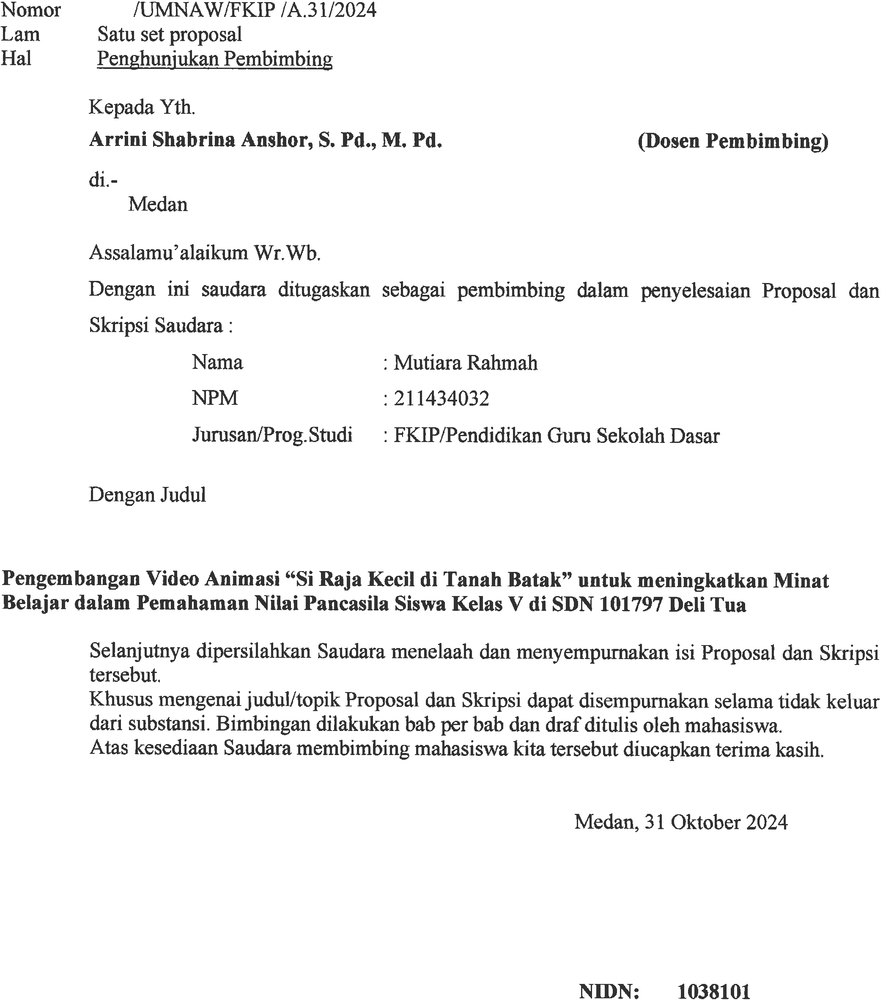 Nomor /UMNAW/FKIP /A.31/2024
Lam Satu set proposal
Hal Penghunjukan Pembimbing
Kepada Yth.
Arrini Shabrina Anshor, S. Pd., M. Pd. (Dosen Pembimbing)
di.-
Medan
Assalamu'alaikum Wr.Wb.
Dengan ini saudara ditugaskan sebagai pembimbing dalam penyelesaian Proposal dan
Skripsi Saudara :
Nama : Mutiara Rahmah
NPM : 211434032
Jurusan/Prog.Studi : FKIP/Pendidikan Guru Sekolah Dasar
Dengan Judul
Pengembangan Video Animasi “Si Raja Kecil di Tanah Batak” untuk meningkatkan Minat
Belajar dalam Pemahaman Nilai Pancasila Siswa Kelas V di SDN 101797 Deli Tua
Selanjutnya dipersilahkan Saudara menelaah dan menyempurnakan isi Proposal dan Skripsi
tersebut.
Khusus mengenai judul/topik Proposal dan Skripsi dapat disempurnakan selama tidak keluar
dari substansi. Bimbingan dilakukan bab per bab dan draf ditulis oleh mahasiswa.
Atas kesediaan Saudara membimbing mahasiswa kita tersebut diucapkan terima kasih.
Medan, 31 Oktober 2024
NIDN: 1038101